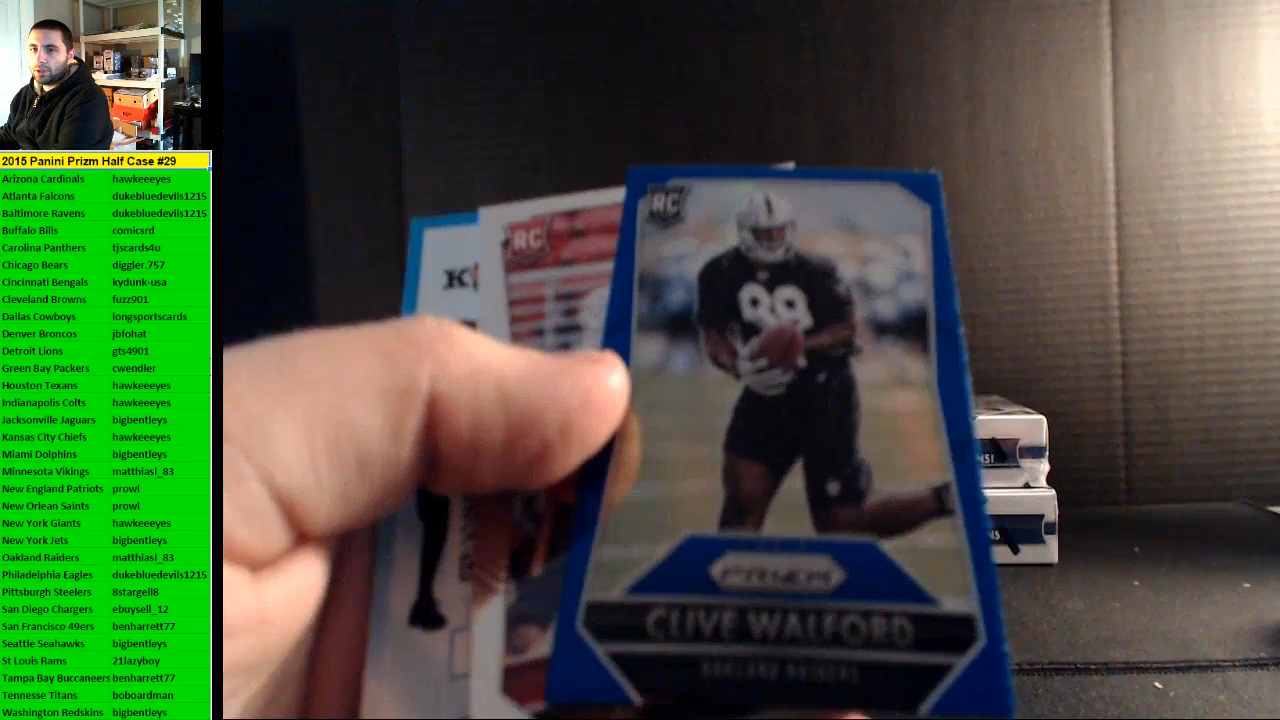 2015 Panini Prizm Half Case #29
Arizona Cardinals hawkeeeyes
Atlanta Falcons dukebluedevils1215
Baltimore Ravens dukebluedevils1215
Buffalo Bills comicsrd
Carolina Panthers tjscards4u
Chicago Bears diggler.757
Cincinnati Bengals kydunk-usa
Cleveland Browns fuzz901
Dallas Cowboys longsportscards
Denver Broncos jbfohat
Detroit Lions gts4901
Green Bay Packers cwendler
Houston Texans hawkeeeyes
Indianapolis Colts hawkeeeyes
Jacksonville Jaguars bigbentleys
Kansas City Chiefs hawkeeeyes
Miami Dolphins bigbentleys
Minnesota Vikings matthiasl_83
New England Patriots prowl
New Orlean Saints prowl
New York Giants hawkeeeyes
New York Jets bigbentleys
Oakland Raiders matthiasl_83
Philadelphia Eagles dukebluedevils1215
Pittsburgh Steelers 8stargell8
San Diego Chargers ebuysell_12
San Francisco 49ers benharrett77
Seattle Seahawks bigbentleys
St Louis Rams 21lazyboy
Tampa Bay Buccaneers benharrett77
Tennesse Titans boboardman
Washington Redskins bigbentleys
RC
RC
88
PRIZM
CLIVE WALFORD
OAKLAND RAIDERS